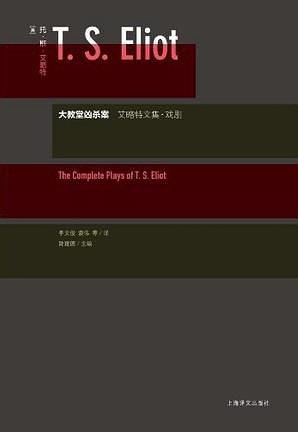 [英] 托·斯·艾略特
T. S. Eliot
大教堂凶杀案 艾略特文集·戏剧
The Complete Plays of T. S. Eliot
李文俊 袁伟 等/译
陆建德/主编
上海译文出版社